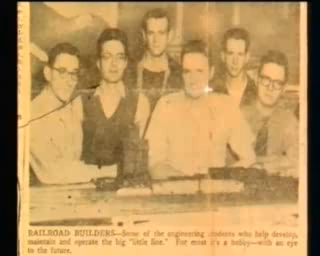 RAILROAD BUILDERS—Some of the engineering students who help develop,
maintain and operate the big "little line." For most it's a hobby—with an eye
to the future.